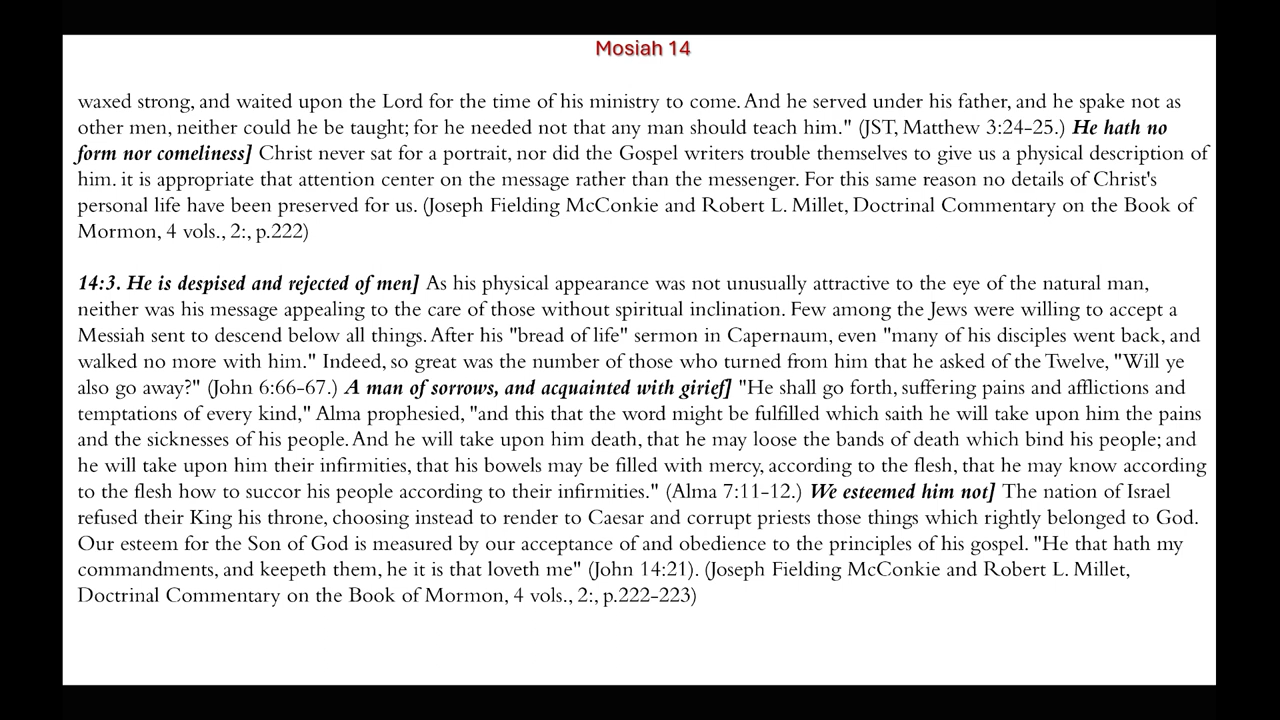 Mosiah 14
waxed strong, and waited upon the Lord for the time of his ministry to come. And he served under his father, and he spake not as
other men, neither could he be taught; for he needed not that any man should teach him." (JST, Matthew 3:24-25.) He hath no
form nor comeliness] Christ never sat for a portrait, nor did the Gospel writers trouble themselves to give us a physical description of
him. it is appropriate that attention center on the message rather than the messenger. For this same reason no details of Christ's
personal life have been preserved for us. (Joseph Fielding McConkie and Robert L. Millet, Doctrinal Commentary on the Book of
Mormon, 4 vols., 2:, p.222)
14:3. He is despised and rejected of men] As his physical appearance was not unusually attractive to the eye of the natural man,
neither was his message appealing to the care of those without spiritual inclination. Few among the Jews were willing to accept a
Messiah sent to descend below all things. After his "bread of life" sermon in Capernaum, even "many of his disciples went back, and
walked no more with him." Indeed, so great was the number of those who turned from him that he asked of the Twelve, "Will ye
also go away?" (John 6:66-67.) A man of sorrows, and acquainted with girief] "He shall go forth, suffering pains and afflictions and
temptations of every kind," Alma prophesied, "and this that the word might be fulfilled which saith he will take upon him the pains
and the sicknesses of his people. And he will take upon him death, that he may loose the bands of death which bind his people; and
he will take upon him their infirmities, that his bowels may be filled with mercy, according to the flesh, that he may know according
to the flesh how to succor his people according to their infirmities." (Alma 7:11-12.) We esteemed him not] The nation of Israel
refused their King his throne, choosing instead to render to Caesar and corrupt priests those things which rightly belonged to God.
Our esteem for the Son of God is measured by our acceptance of and obedience to the principles of his gospel. "He that hath my
commandments, and keepeth them, he it is that loveth me" (John 14:21). (Joseph Fielding McConkie and Robert L. Millet,
Doctrinal Commentary on the Book of Mormon, 4 vols., 2:, p.222-223)